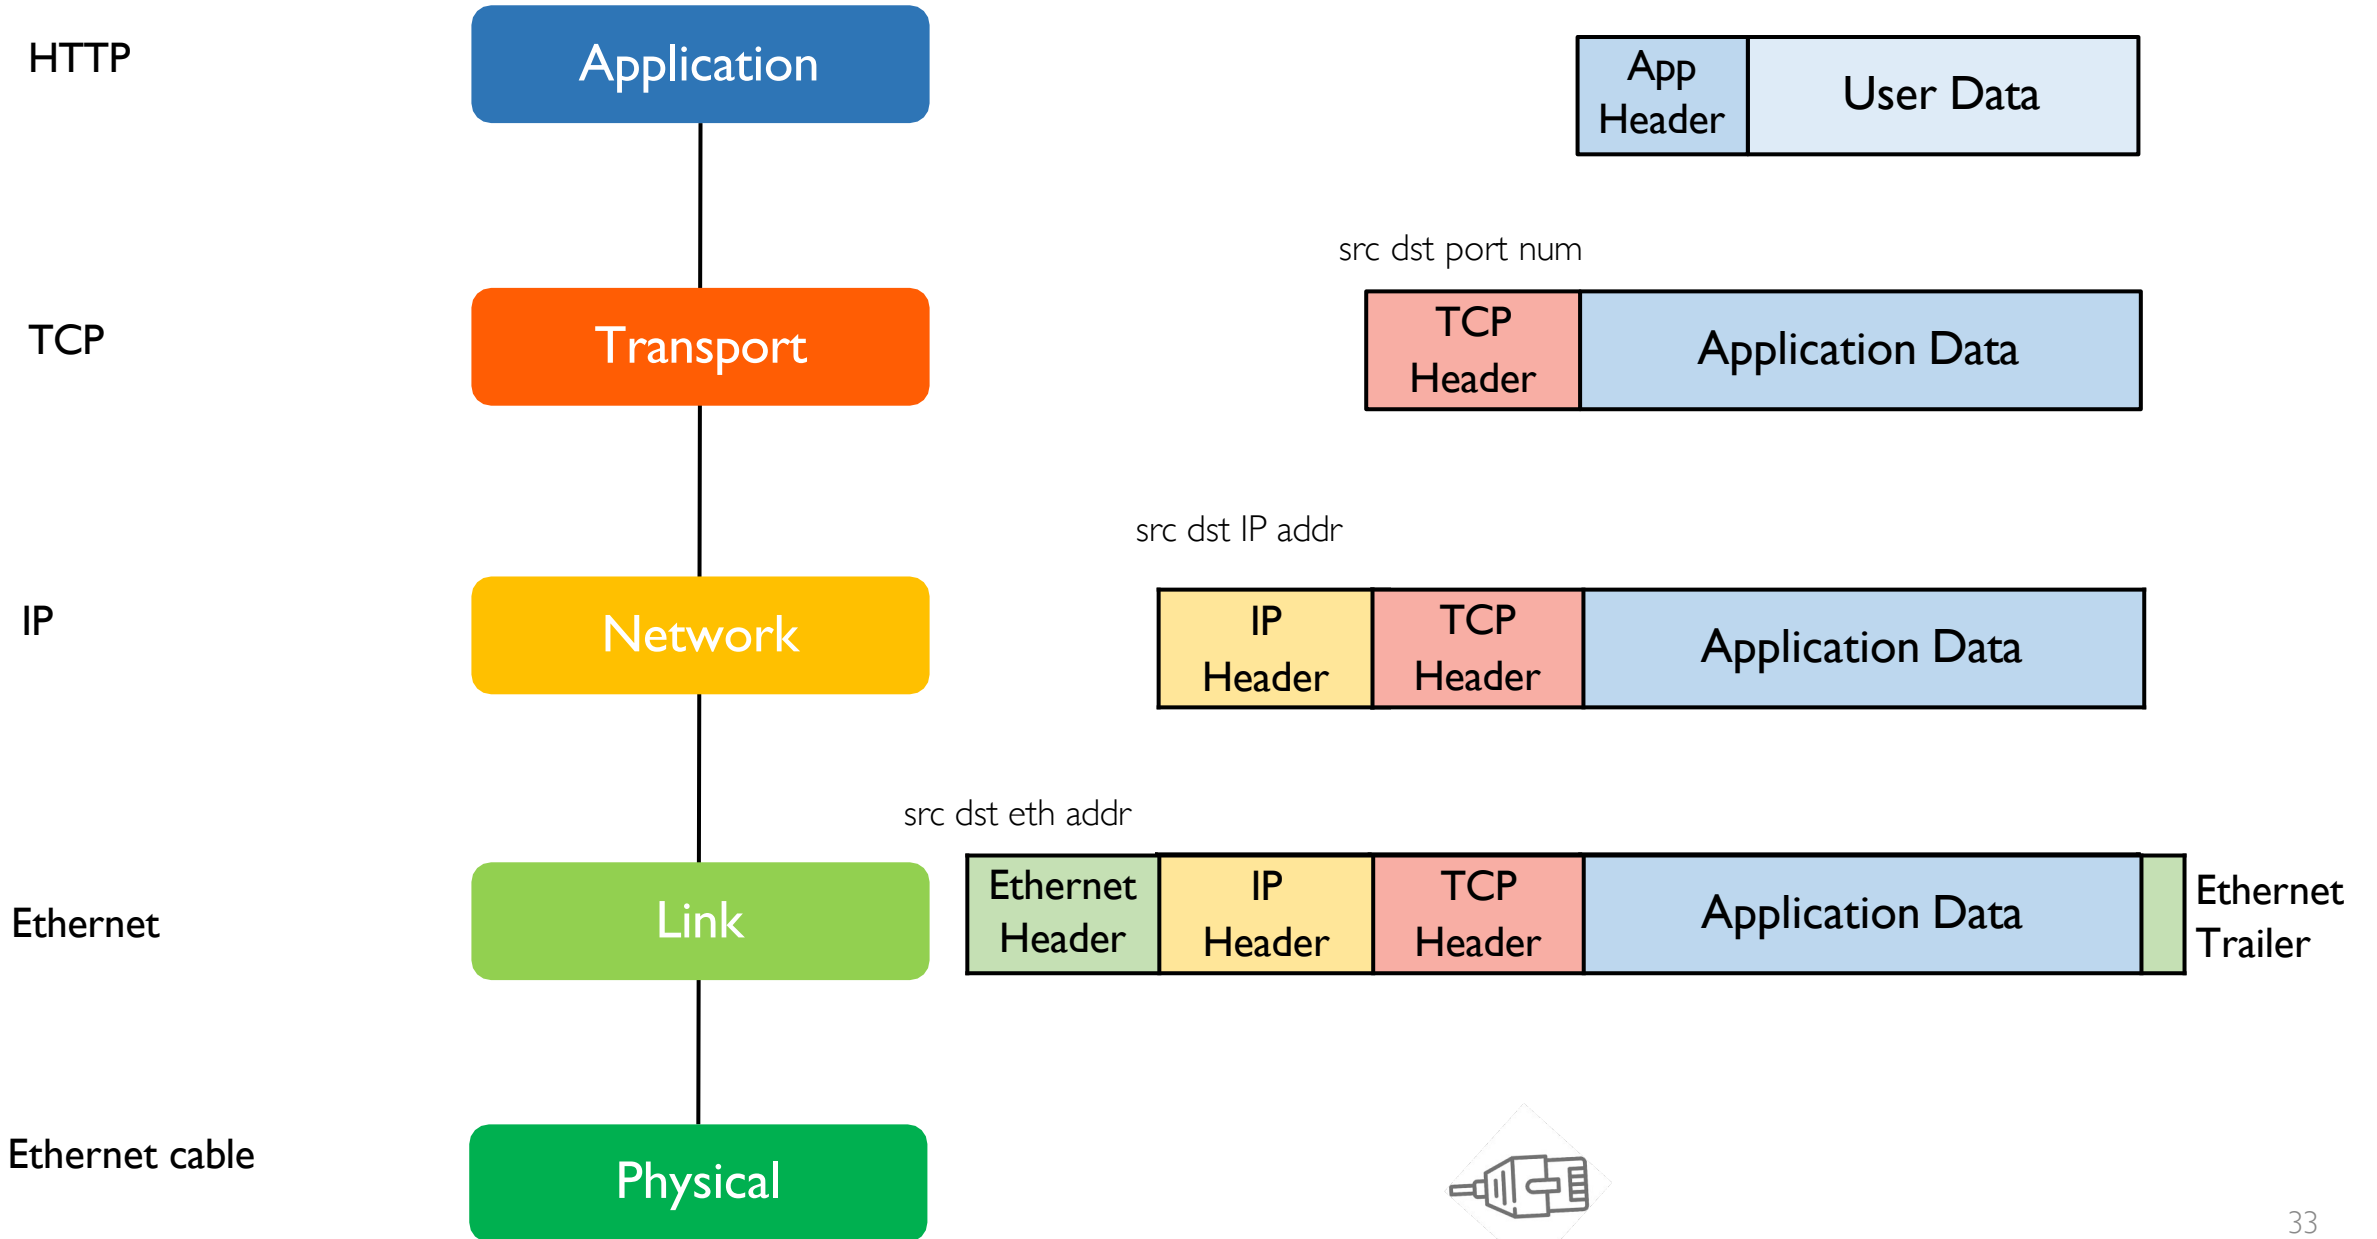 HTTP
Application
App
Header
User Data
src dst port num
TCP
Transport
TCP
Header
Application Data
src dst IP addr
IP
Network
IP
Header
TCP
Header
Application Data
src dst eth addr
Ethernet
Link
Ethernet
Header
IP
Header
TCP
Header
Application Data
Ethernet
Trailer
Ethernet cable
Physical
33